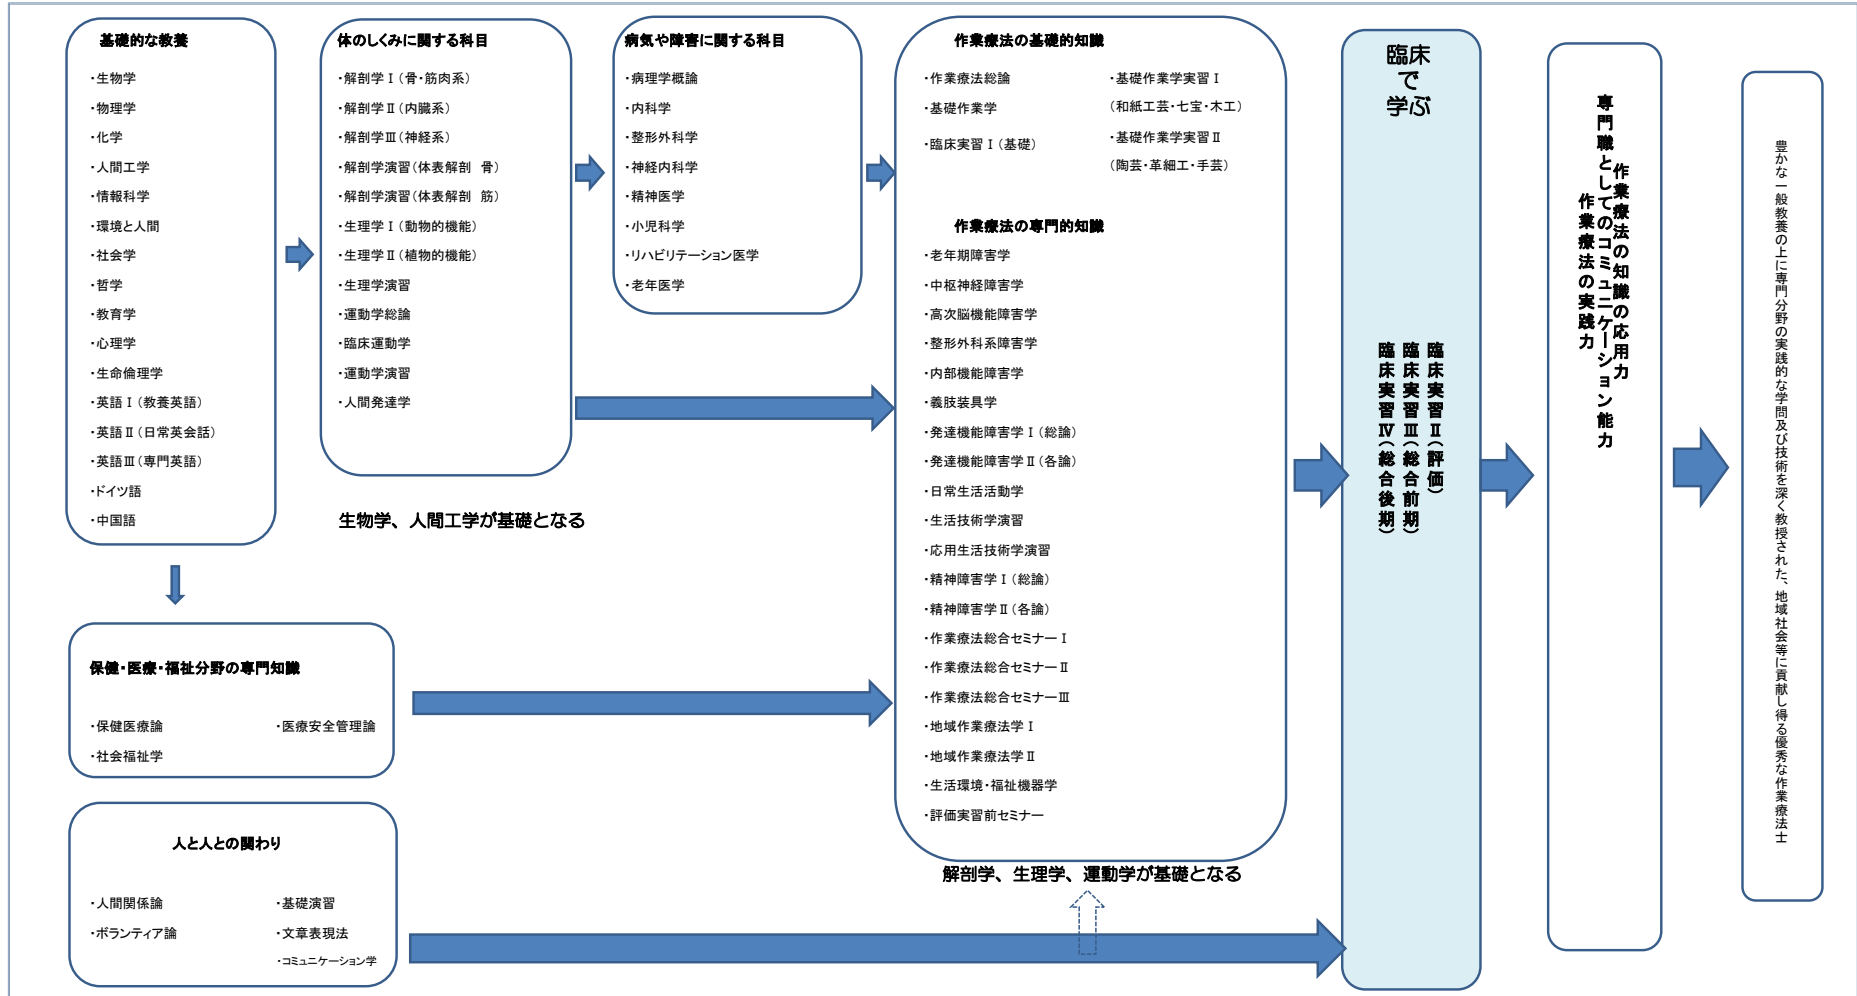 基礎的な教養
・生物学
・物理学
・化学
・人間工学
・情報科学
・環境と人間
・社会学
・哲学
・教育学
・心理学
・生命倫理学
・英語Ⅰ（教養英語）
・英語Ⅱ（日常英会話）
・英語Ⅲ（専門英語）
・ドイツ語
・中国語
体のしくみに関する科目
・解剖学Ⅰ（骨・筋肉系）
・解剖学Ⅱ（内臓系）
・解剖学Ⅲ（神経系）
・解剖学演習（体表解剖 骨）
・解剖学演習（体表解剖 筋）
・生理学Ⅰ（動物的機能）
・生理学Ⅱ（植物的機能）
・生理学演習
・運動学総論
・臨床運動学
・運動学演習
・人間発達学
生物学、人間工学が基礎となる
病気や障害に関する科目
・病理学概論
・内科学
・整形外科学
・神経内科学
・精神医学
・小児科学
・リハビリテーション医学
・老年医学
保健・医療・福祉分野の専門知識
・保健医療論
・医療安全管理論
・社会福祉学
人と人との関わり
・人間関係論
・基礎演習
・ボランティア論
・文章表現法
・コミュニケーション学
作業療法の基礎的知識
・作業療法総論
・基礎作業学
・臨床実習Ⅰ（基礎）
・基礎作業学実習Ⅰ
（和紙工芸・七宝・木工）
・基礎作業学実習Ⅱ
（陶芸・革細工・手芸）
作業療法の専門的知識
・老年期障害学
・中枢神経障害学
・高次脳機能障害学
・整形外科系障害学
・内部機能障害学
・義肢装具学
・発達機能障害学Ⅰ（総論）
・発達機能障害学Ⅱ（各論）
・日常生活活動学
・生活技術学演習
・応用生活技術学演習
・精神障害学Ⅰ（総論）
・精神障害学Ⅱ（各論）
・作業療法総合セミナーⅠ
・作業療法総合セミナーⅡ
・作業療法総合セミナーⅢ
・地域作業療法学Ⅰ
・地域作業療法学Ⅱ
・生活環境・福祉機器学
・評価実習前セミナー
解剖学、生理学、運動学が基礎となる
臨床
で
学ぶ
臨床実習Ⅱ（評価）
臨床実習Ⅲ（総合前期）
臨床実習Ⅳ（総合後期）
作業療法の知識の応用力
専門職としてのコミュニケーション能力
作業療法の実践力
豊かな一般教養の上に専門分野の実践的な学問及び技術を深く教授された、地域社会等に貢献し得る優秀な作業療法士